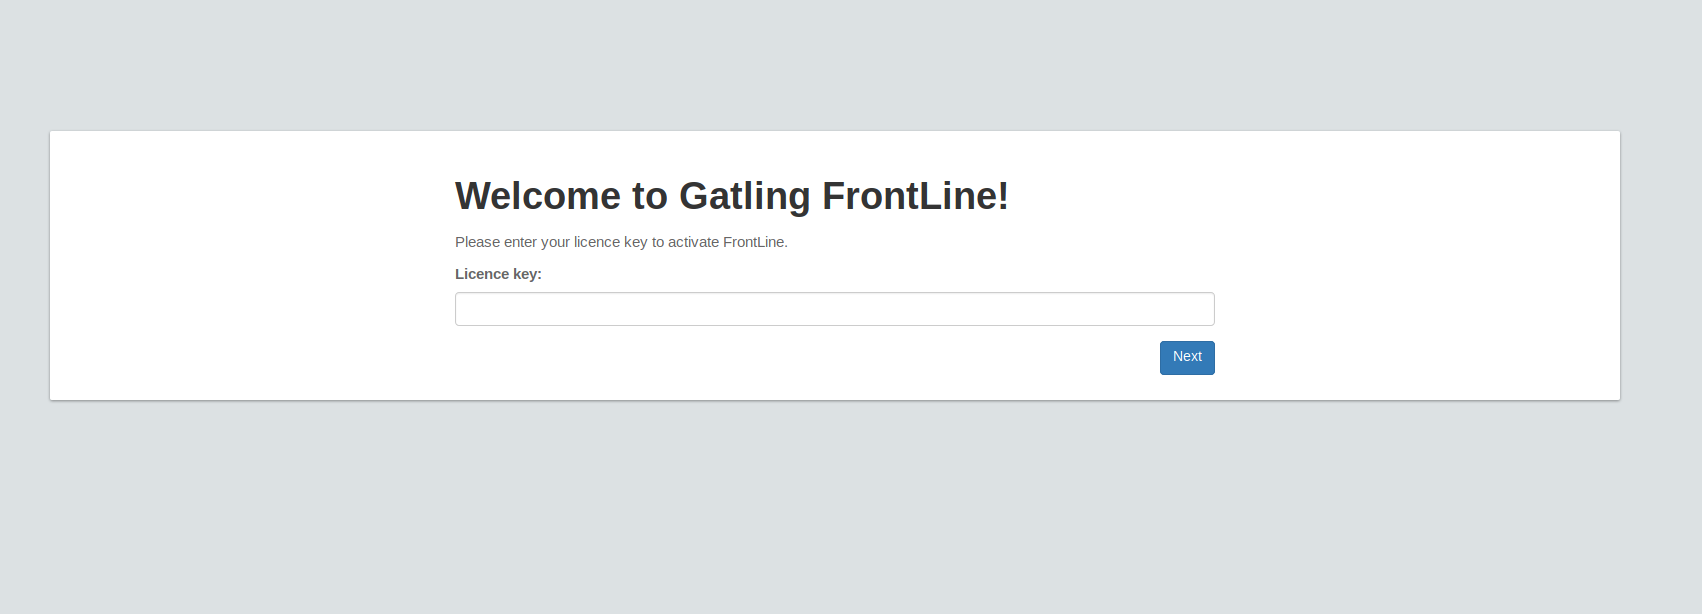 Welcome to Gatling FrontLine!
Please enter your licence key to activate FrontLine.
Licence key:
Next